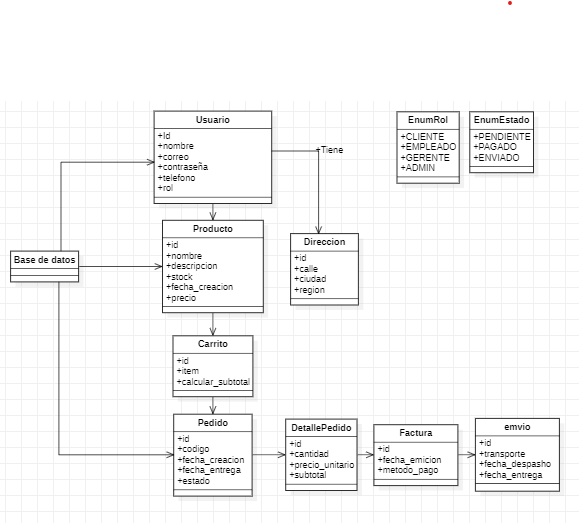 Usuario
+Id
+nombre
+correo
+contraseña
+telefono
+rol
+Tiene
EnumRol
+CLIENTE
+EMPLEADO
+GERENTE
+ADMIN
EnumEstado
+PENDIENTE
+PAGADO
+ENVIADO
Producto
+id
+nombre
+descripcion
+stock
+fecha_creacion
+precio
Direccion
+id
+calle
+ciudad
+region
Base de datos
Carrito
+id
+item
+calcular_subtotal
Pedido
+id
+codigo
+fecha_creacion
+fecha_entrega
+estado
DetallePedido
+id
+cantidad
+precio_unitario
+subtotal
Factura
+id
+fecha_emicion
+metodo_pago
emvio
+id
+transporte
+fecha_despasho
+fecha_entrega